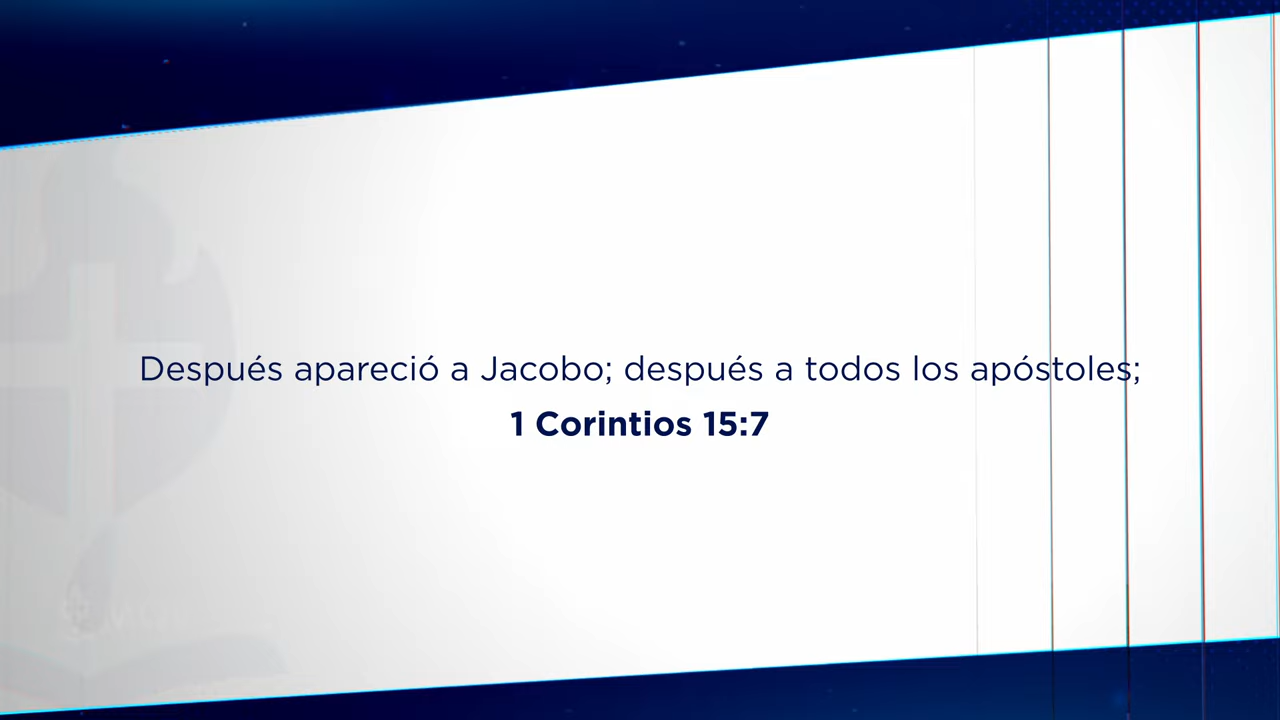 Después apareció a Jacobo; después a todos los apóstoles;
1 Corintios 15:7